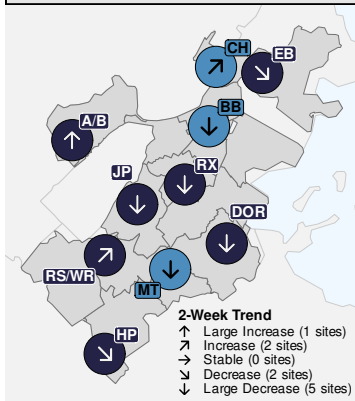 CH
EB
BB
A/B
JP
RX
DOR
RS/WR
MT
HP
2-Week Trend
↑ Large Increase (1 sites)
↗ Increase (2 sites)
→ Stable (0 sites)
↘ Decrease (2 sites)
↓ Large Decrease (5 sites)